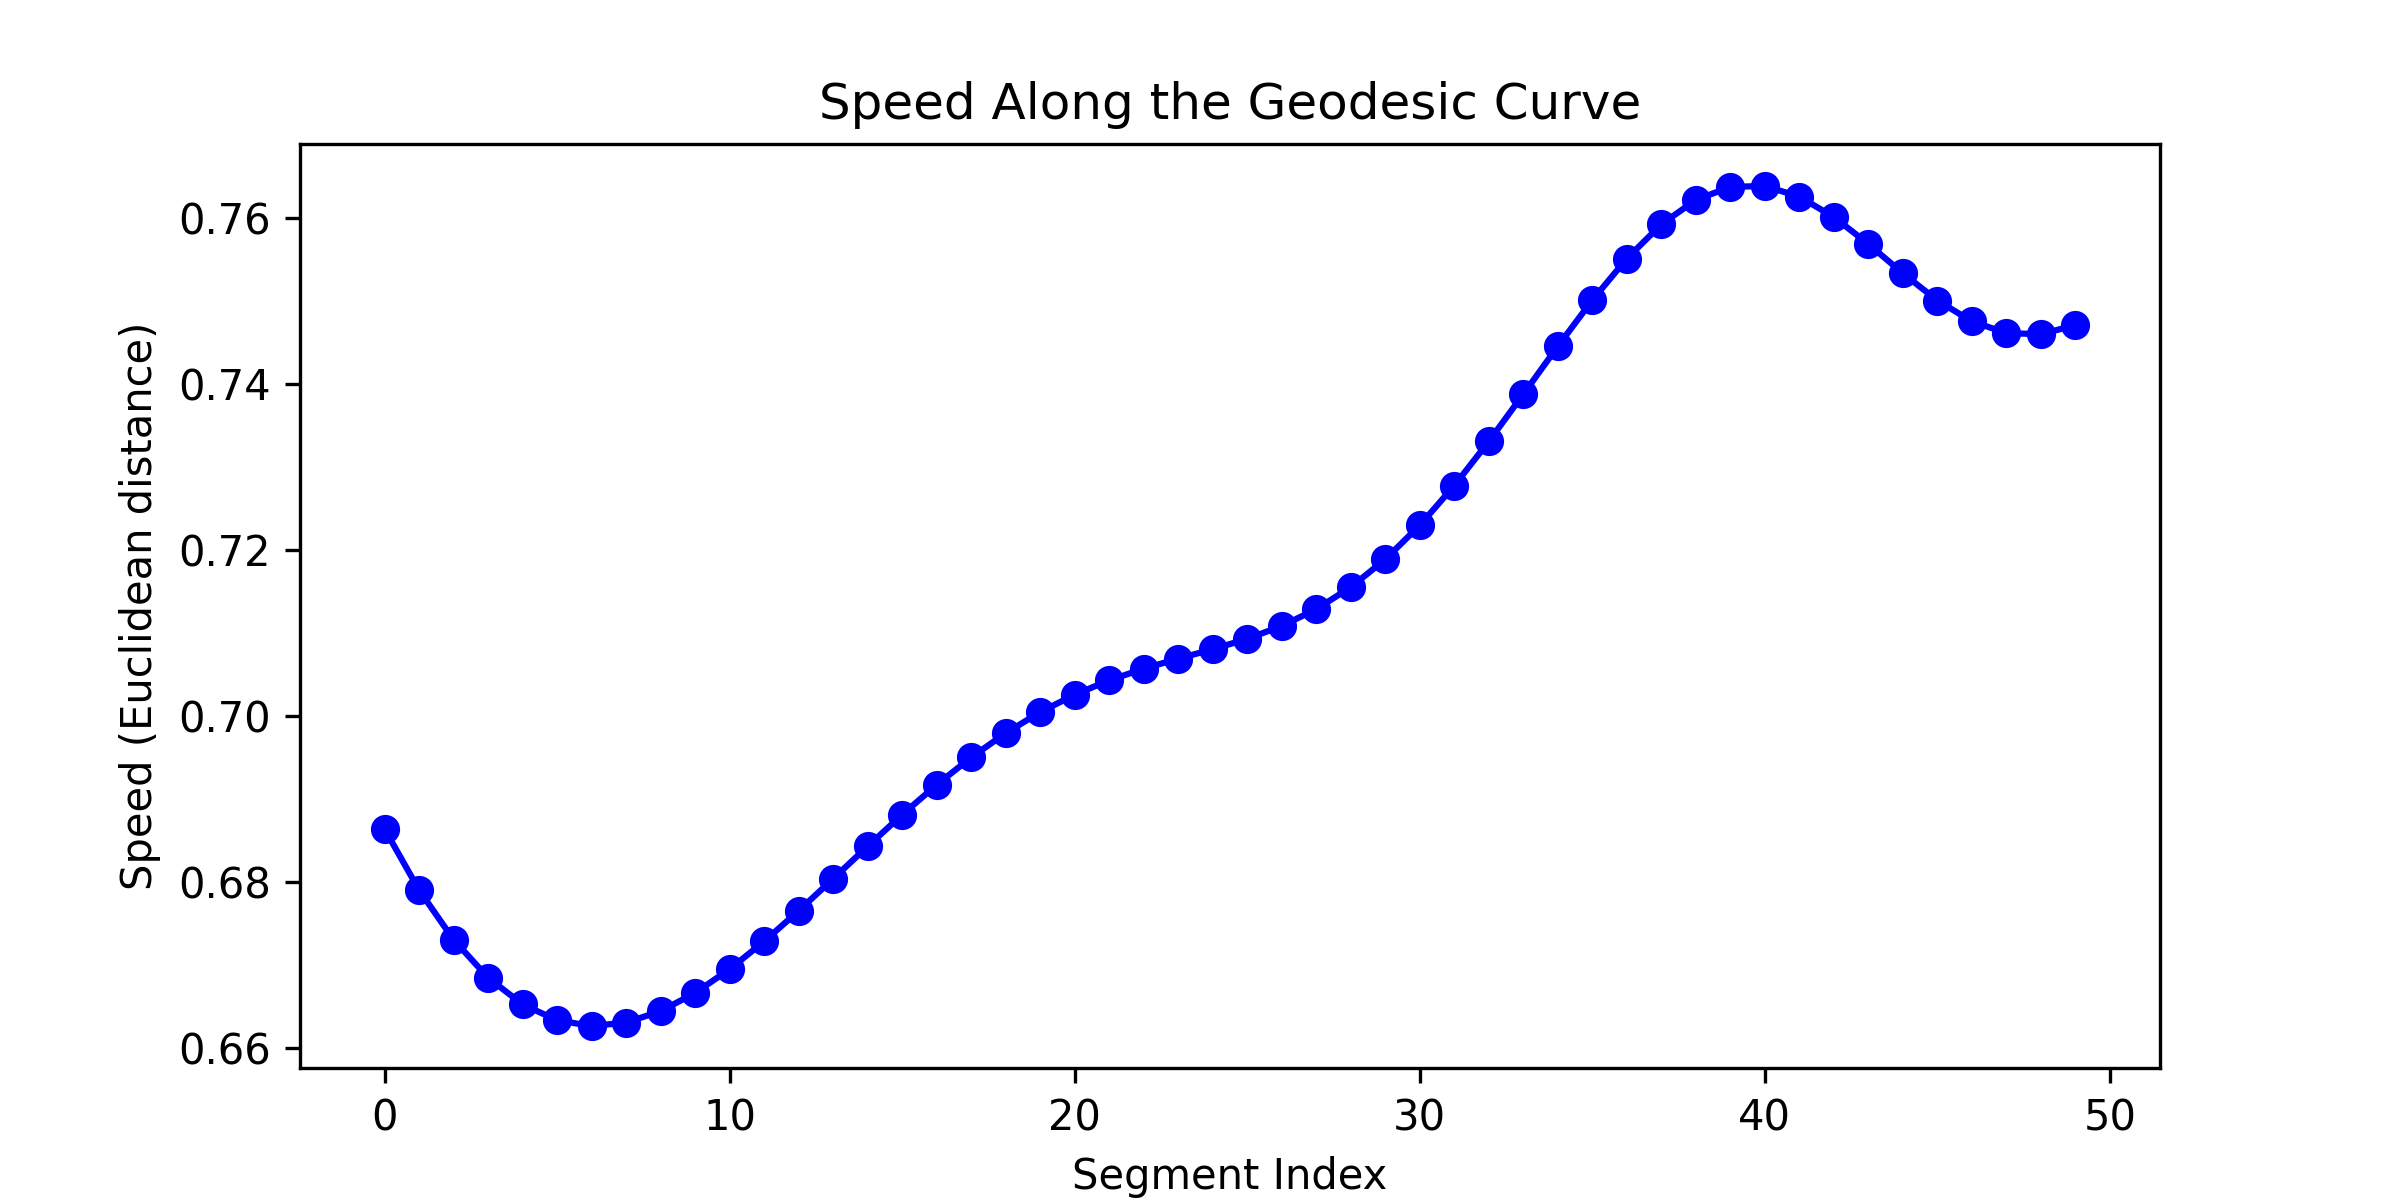 Speed Along the Geodesic Curve
Speed (Euclidean distance)
0.76
0.74
0.72
0.70
0.68
0.66
0 10 20 30 40 50
Segment Index